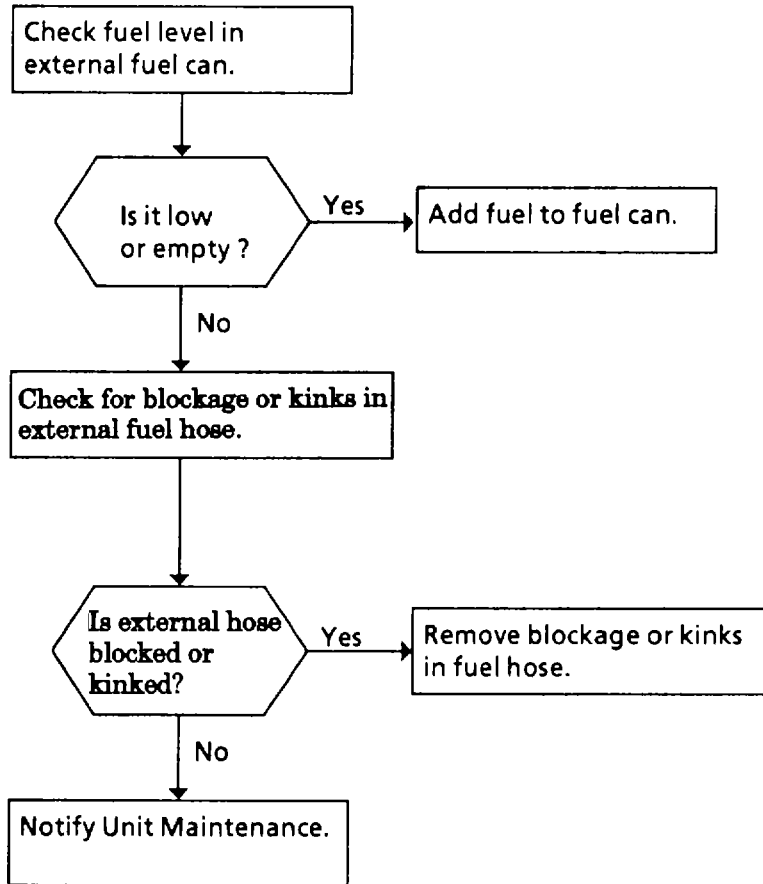 Check fuel level in
external fuel can.
Is it low
or empty ?
Yes
Add fuel to fuel can.
No
Check for blockage or kinks in
external fuel hose.
Is external hose
blocked or
kinked?
Yes
Remove blockage or kinks
in fuel hose.
No
Notify Unit Maintenance.